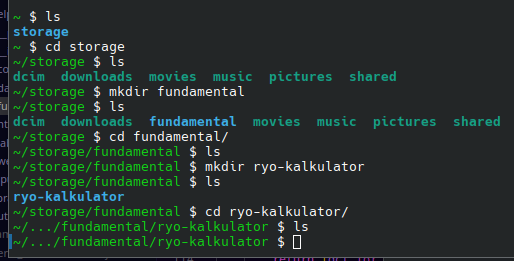 ~ $ ls
storage
~ $ cd storage
~/storage $ ls
dcim  downloads  movies  music  pictures  shared
~/storage $ mkdir fundamental
~/storage $ ls
dcim  downloads  fundamental  movies  music  pictures  shared
~/storage $ cd fundamental/
~/storage/fundamental $ ls
~/storage/fundamental $ mkdir ryo-kalkulator
~/storage/fundamental $ ls
ryo-kalkulator
~/storage/fundamental $ cd ryo-kalkulator/
~/.../fundamental/ryo-kalkulator $ ls
~/.../fundamental/ryo-kalkulator $